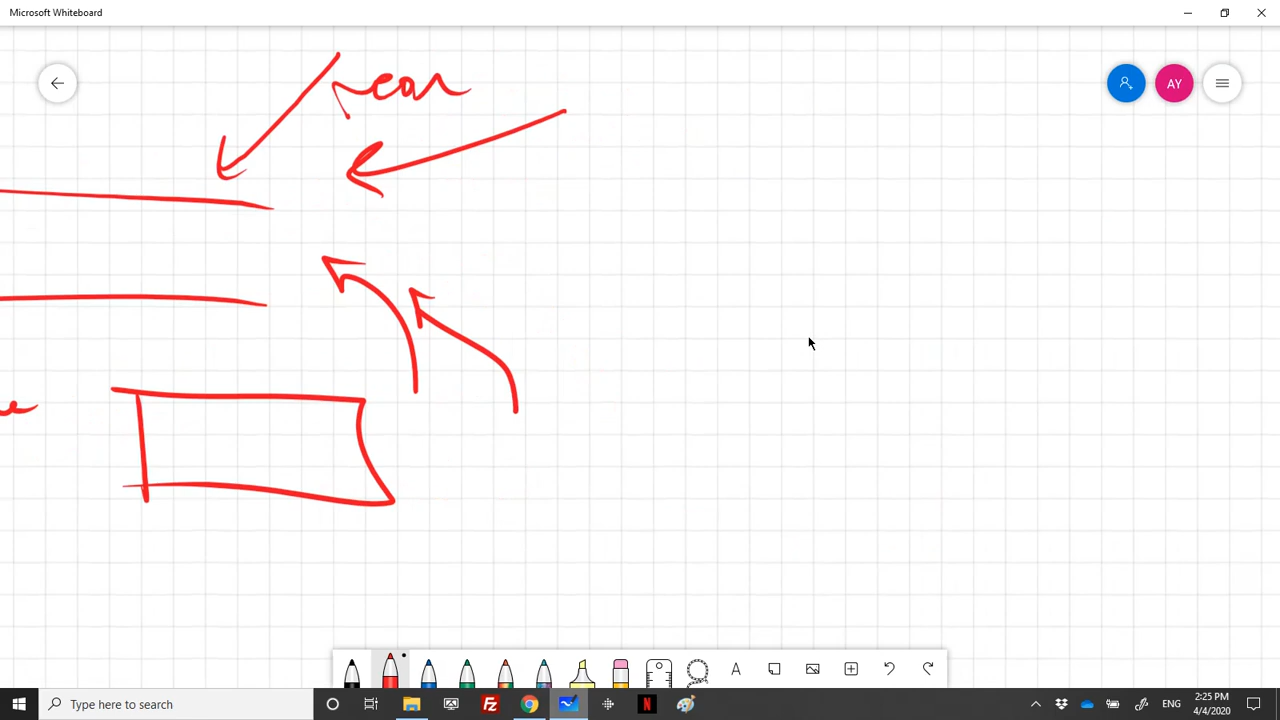 Microsoft Whiteboard
AY
rear
A
Type here to search
ENG
2:25 PM
4/4/2020